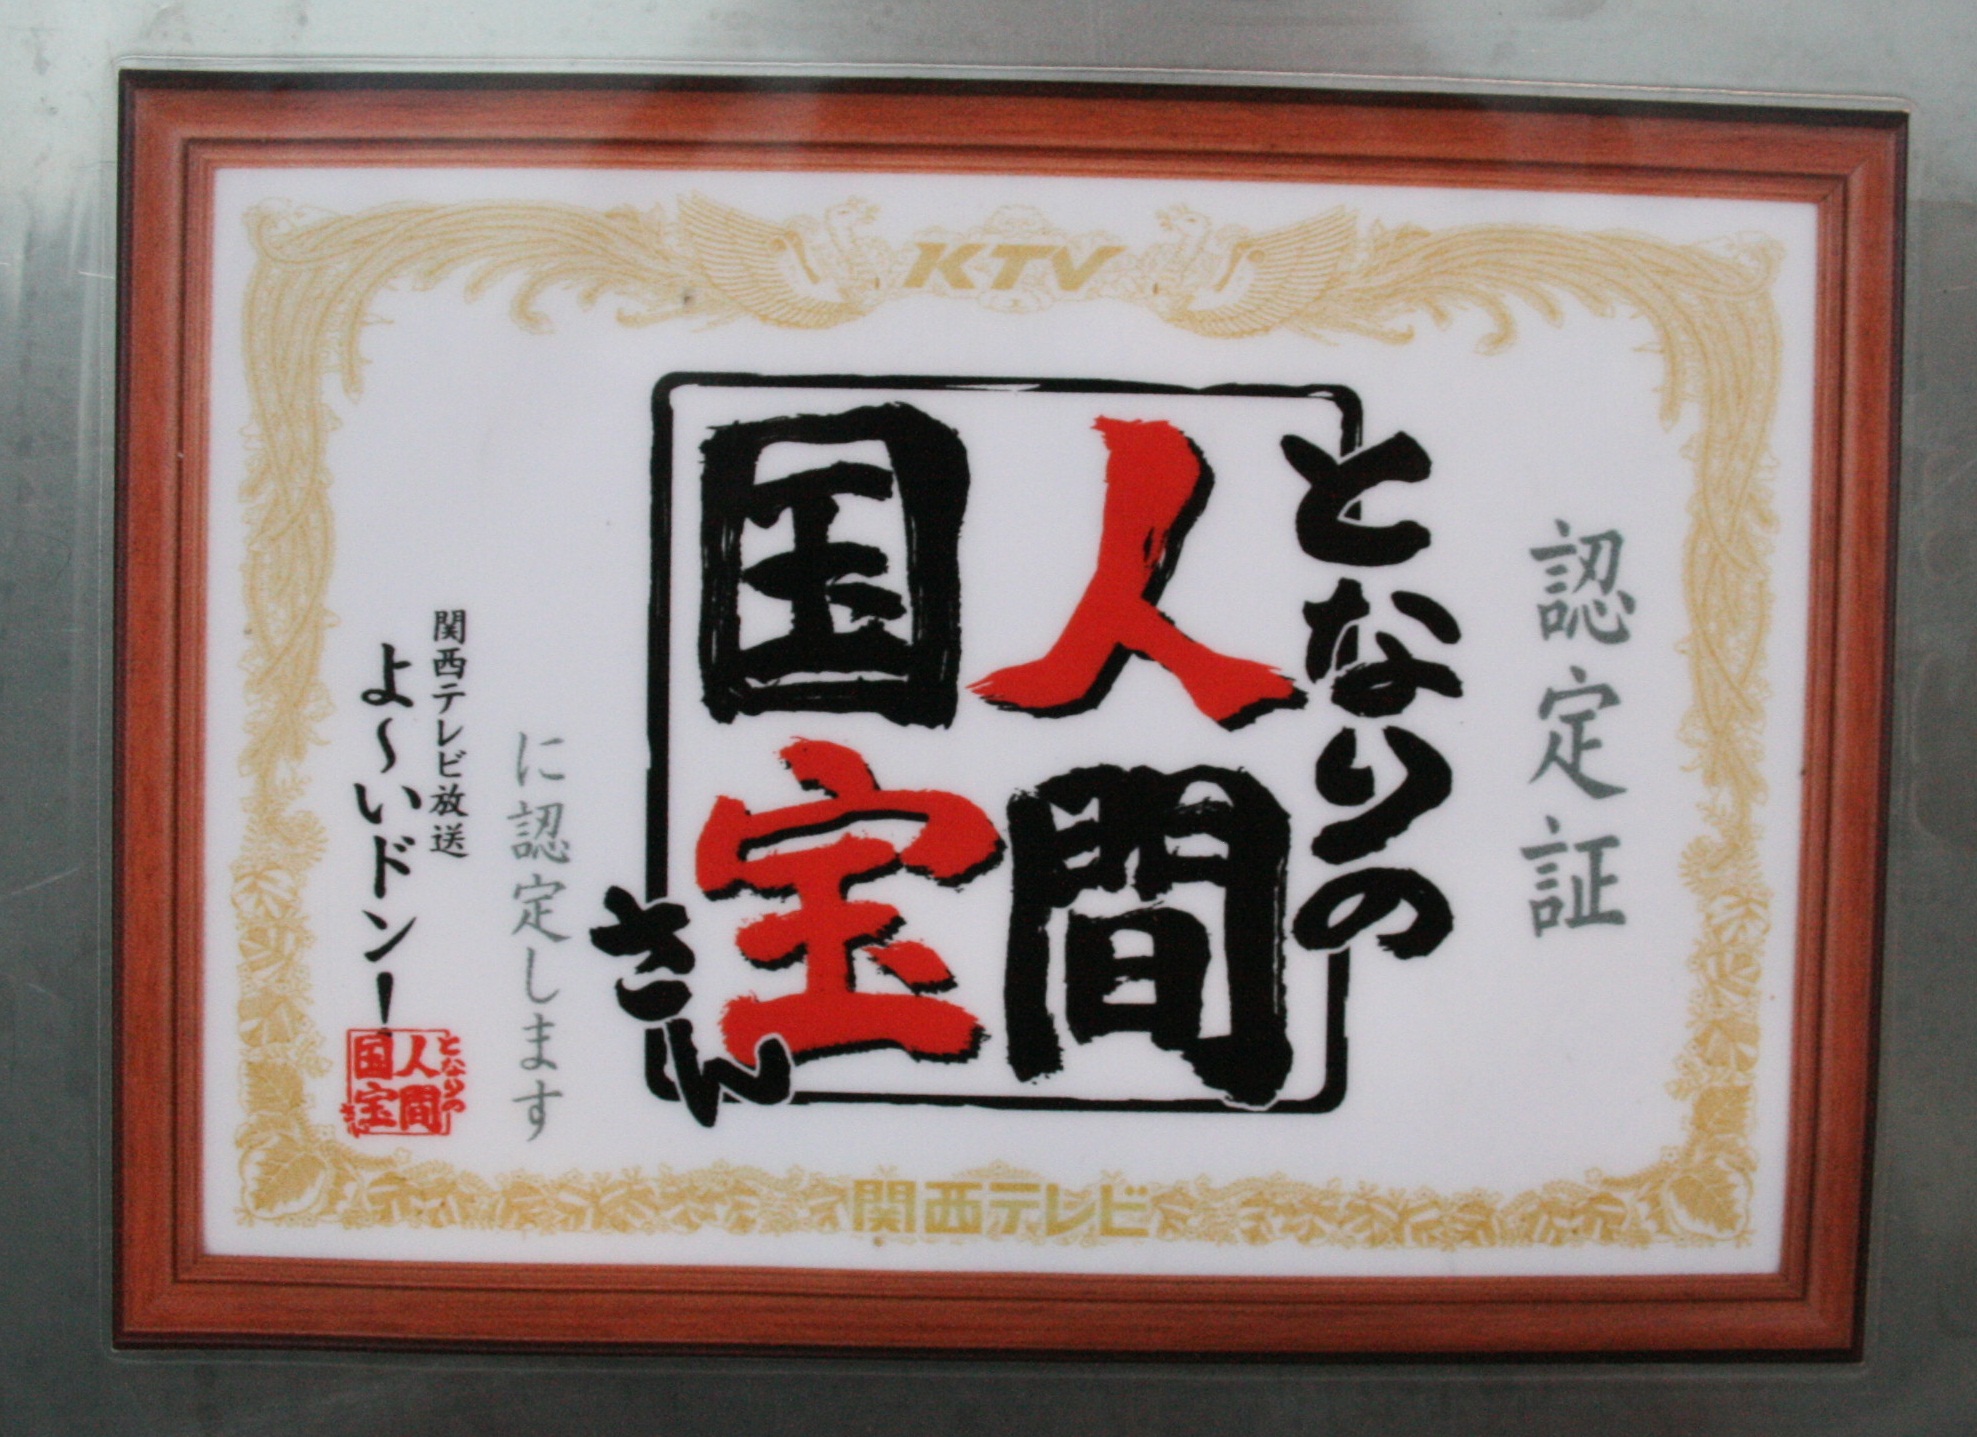 KTV
認定証
となりの
人間
国宝
さん
に認定します
関西テレビ放送
よ〜いドン!
となりの
人間
国宝
さん
関西テレビ